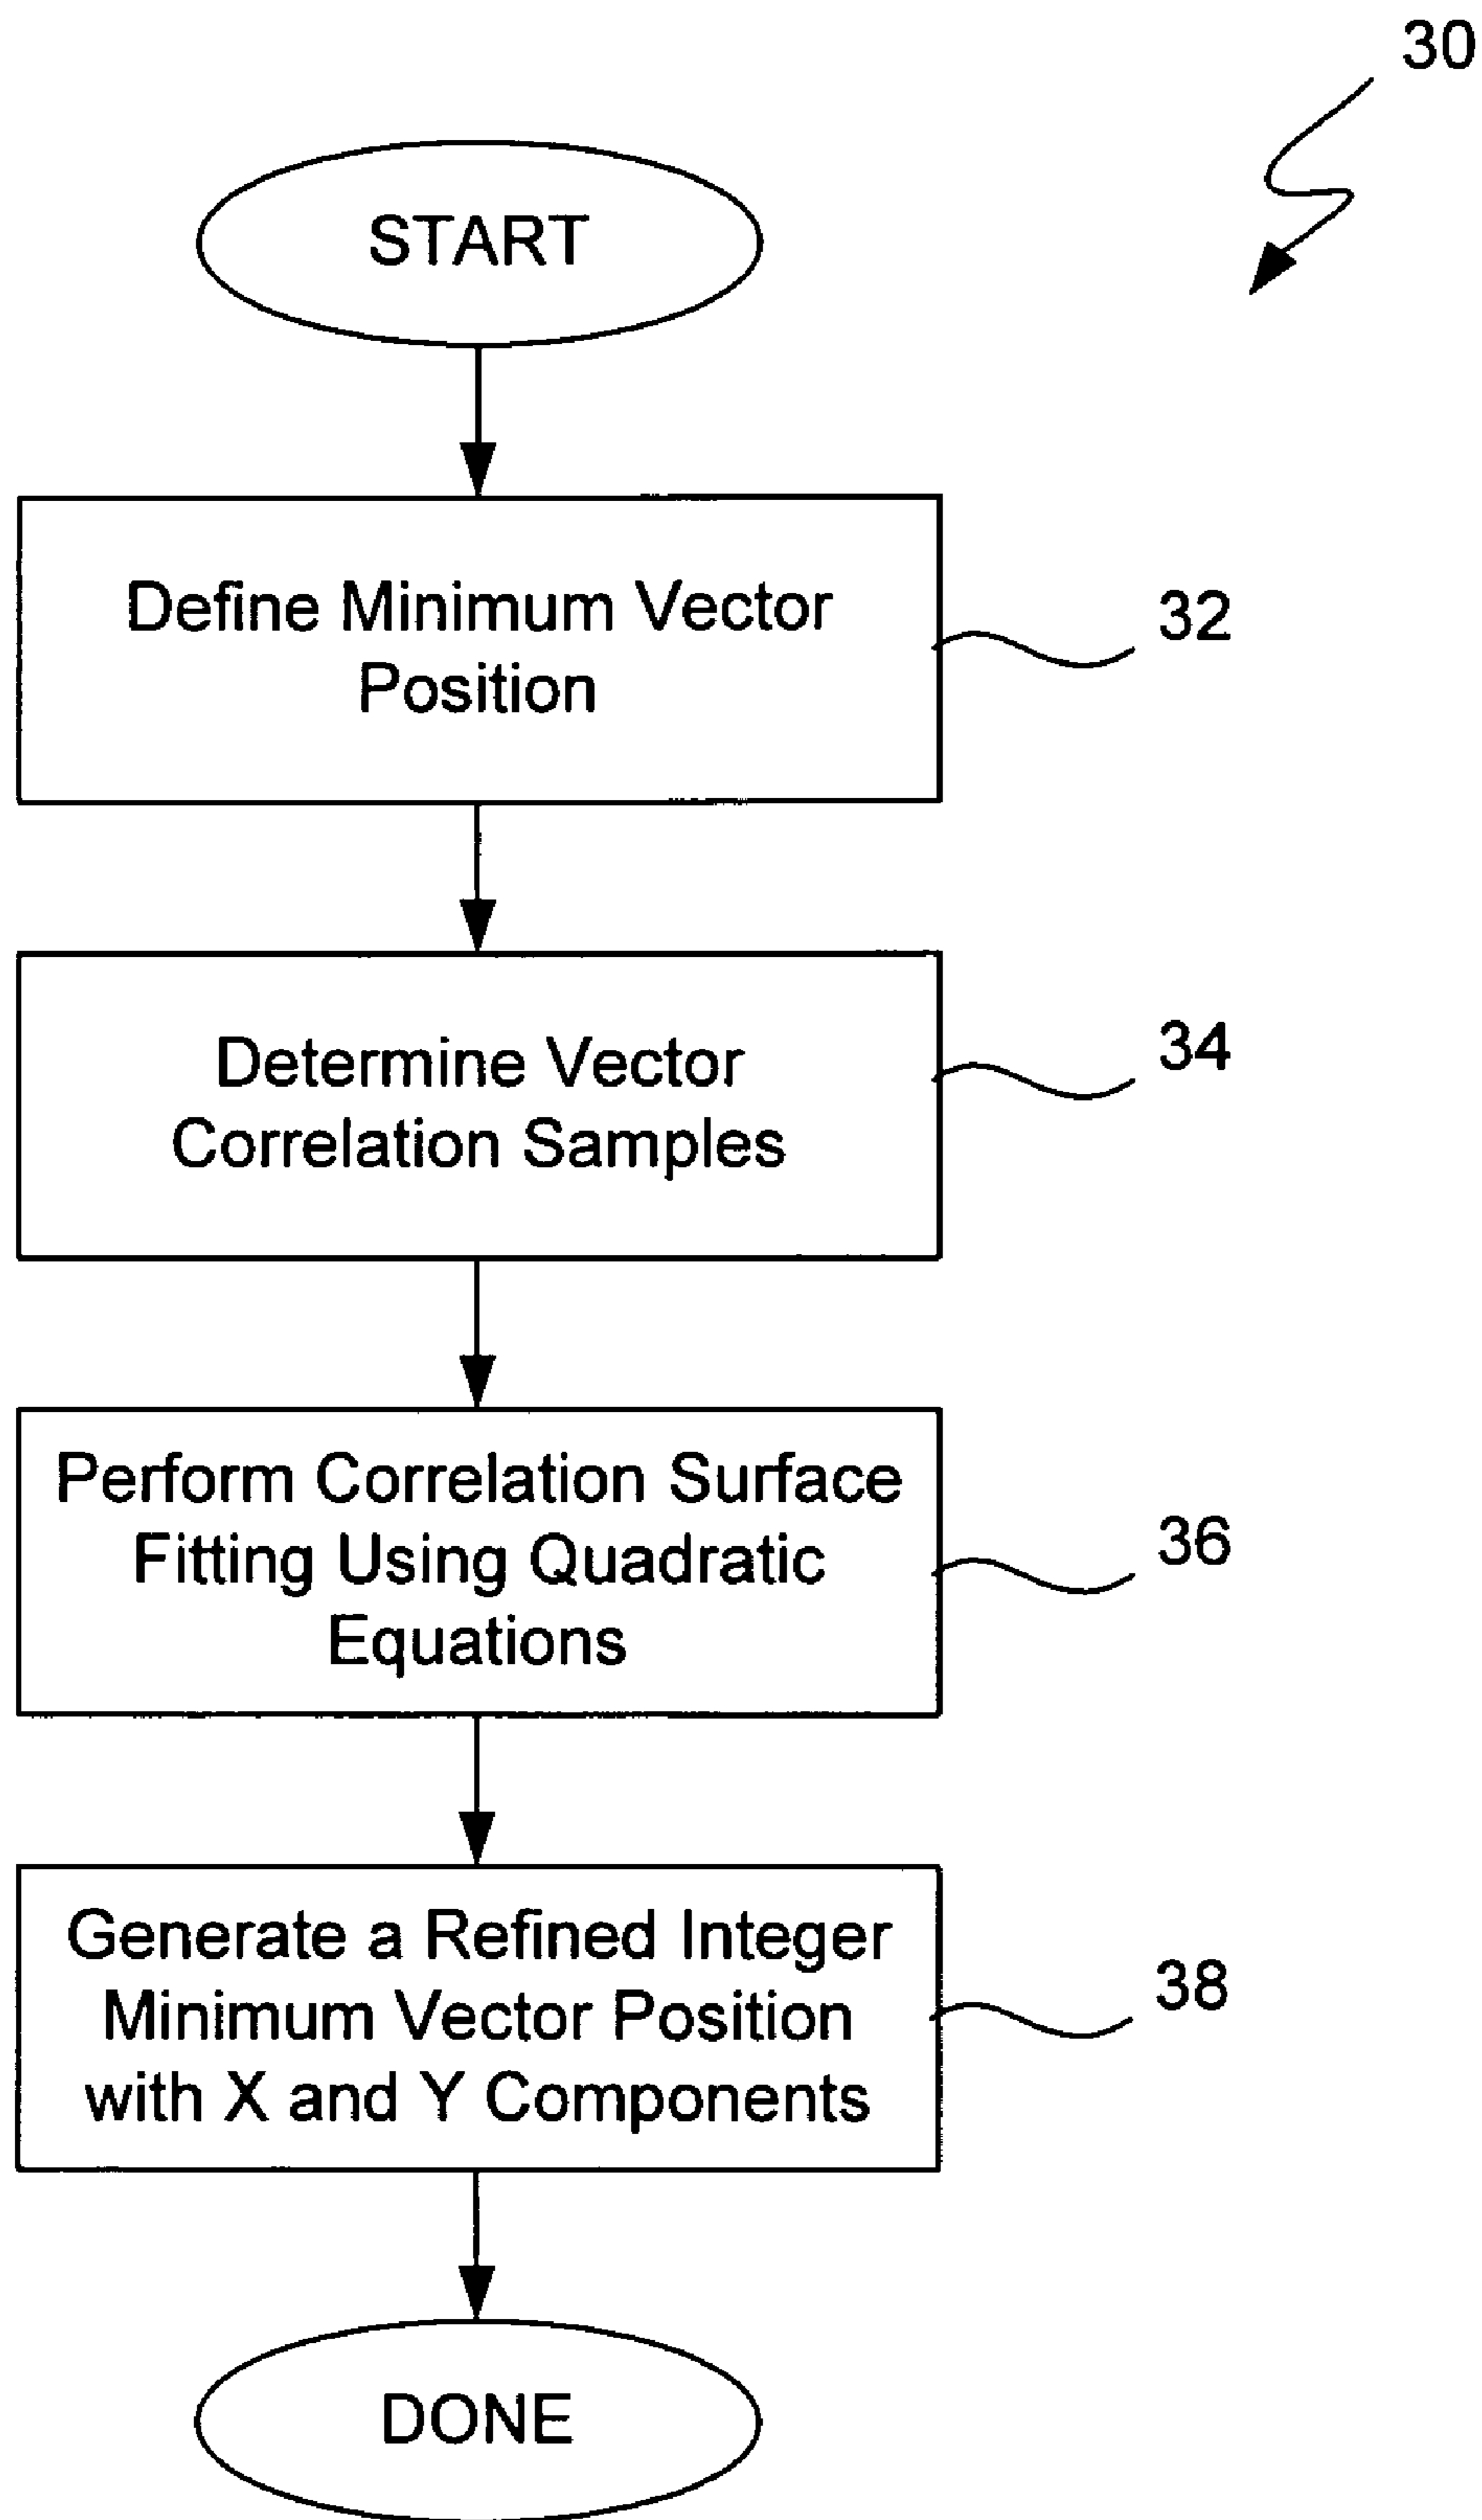 30
START
Define Minimum Vector
Position
32
Determine Vector
Correlation Samples
34
Perform Correlation Surface
Fitting Using Quadratic
Equations
36
Generate a Refined Integer
Minimum Vector Position
with X and Y Components
38
DONE